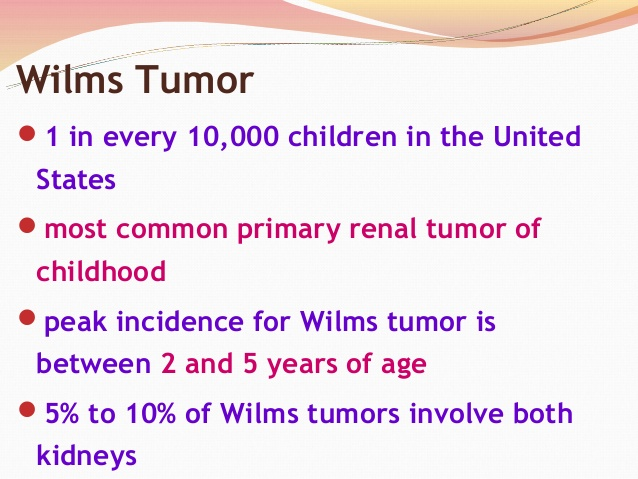 Wilms Tumor
1 in every 10,000 children in the United
States
most common primary renal tumor of
childhood
peak incidence for Wilms tumor is
between 2 and 5 years of age
5% to 10% of Wilms tumors involve both
kidneys